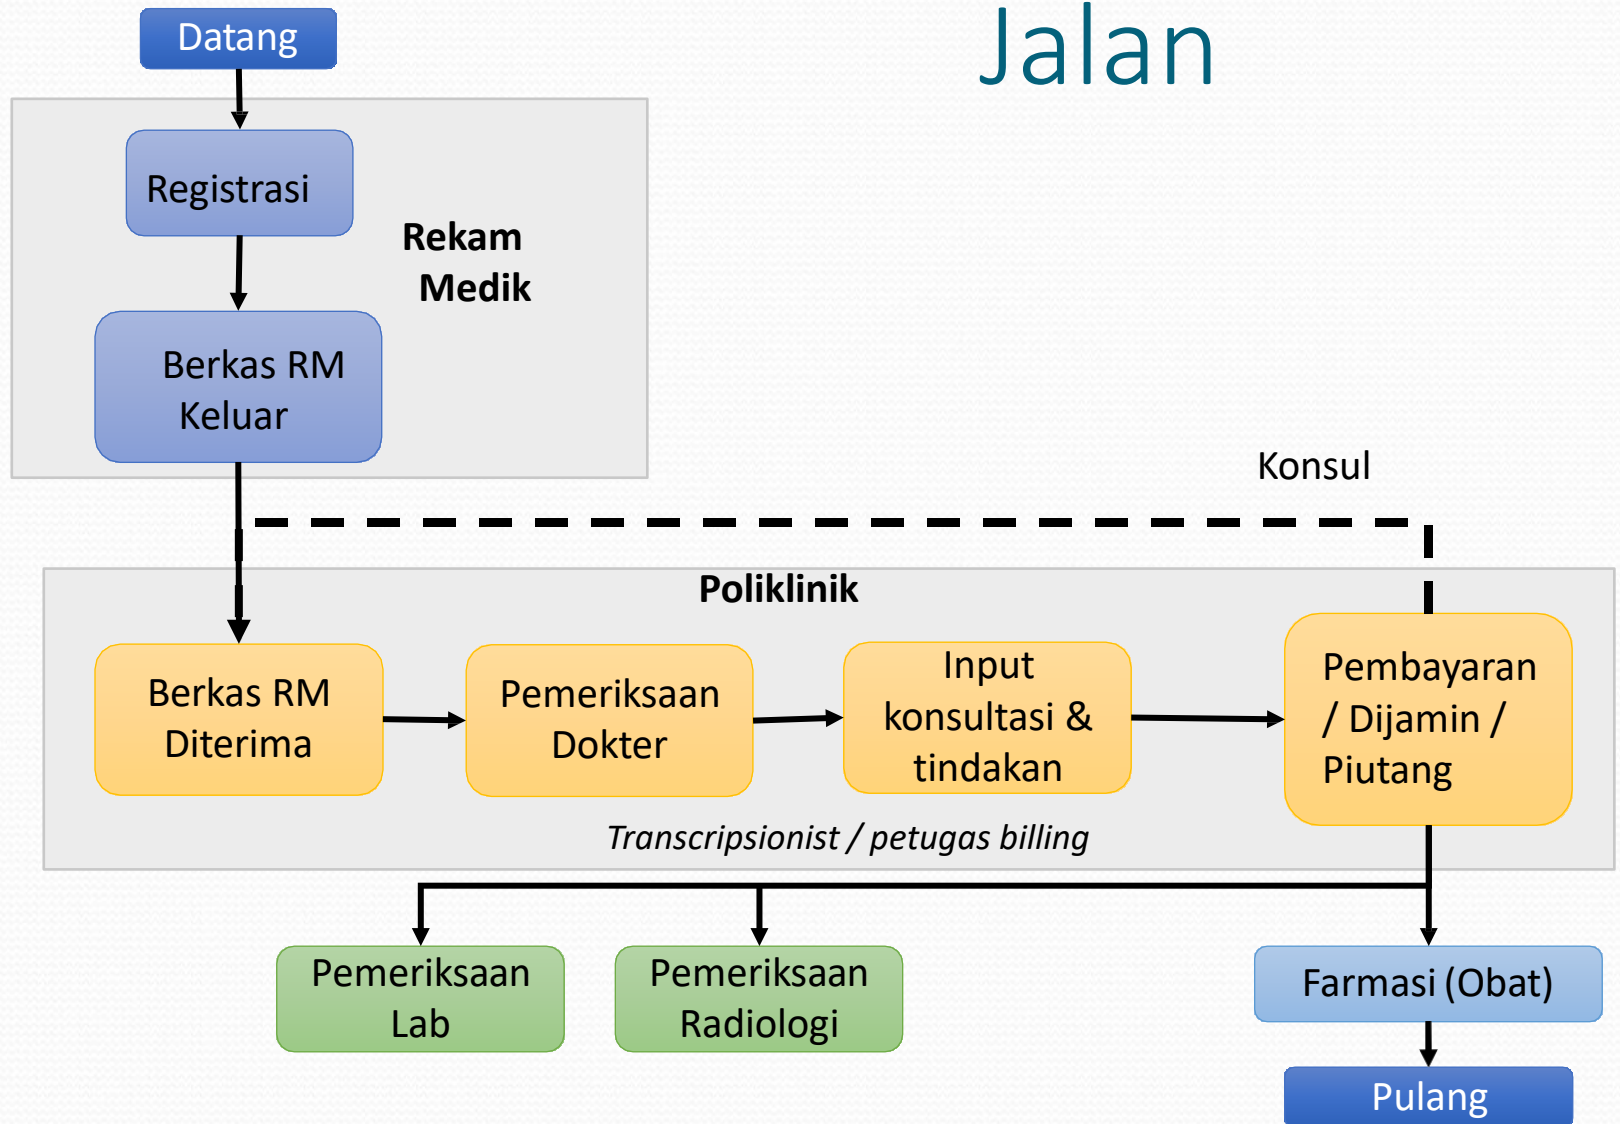 Jalan
Datang
Registrasi
Rekam
Medik
Berkas RM
Keluar
Konsul
Poliklinik
Berkas RM
Diterima
Pemeriksaan
Dokter
Input
konsultasi &
tindakan
Pembayaran
/ Dijamin /
Piutang
Transcripsionist / petugas billing
Pemeriksaan
Lab
Pemeriksaan
Radiologi
Farmasi (Obat)
Pulang